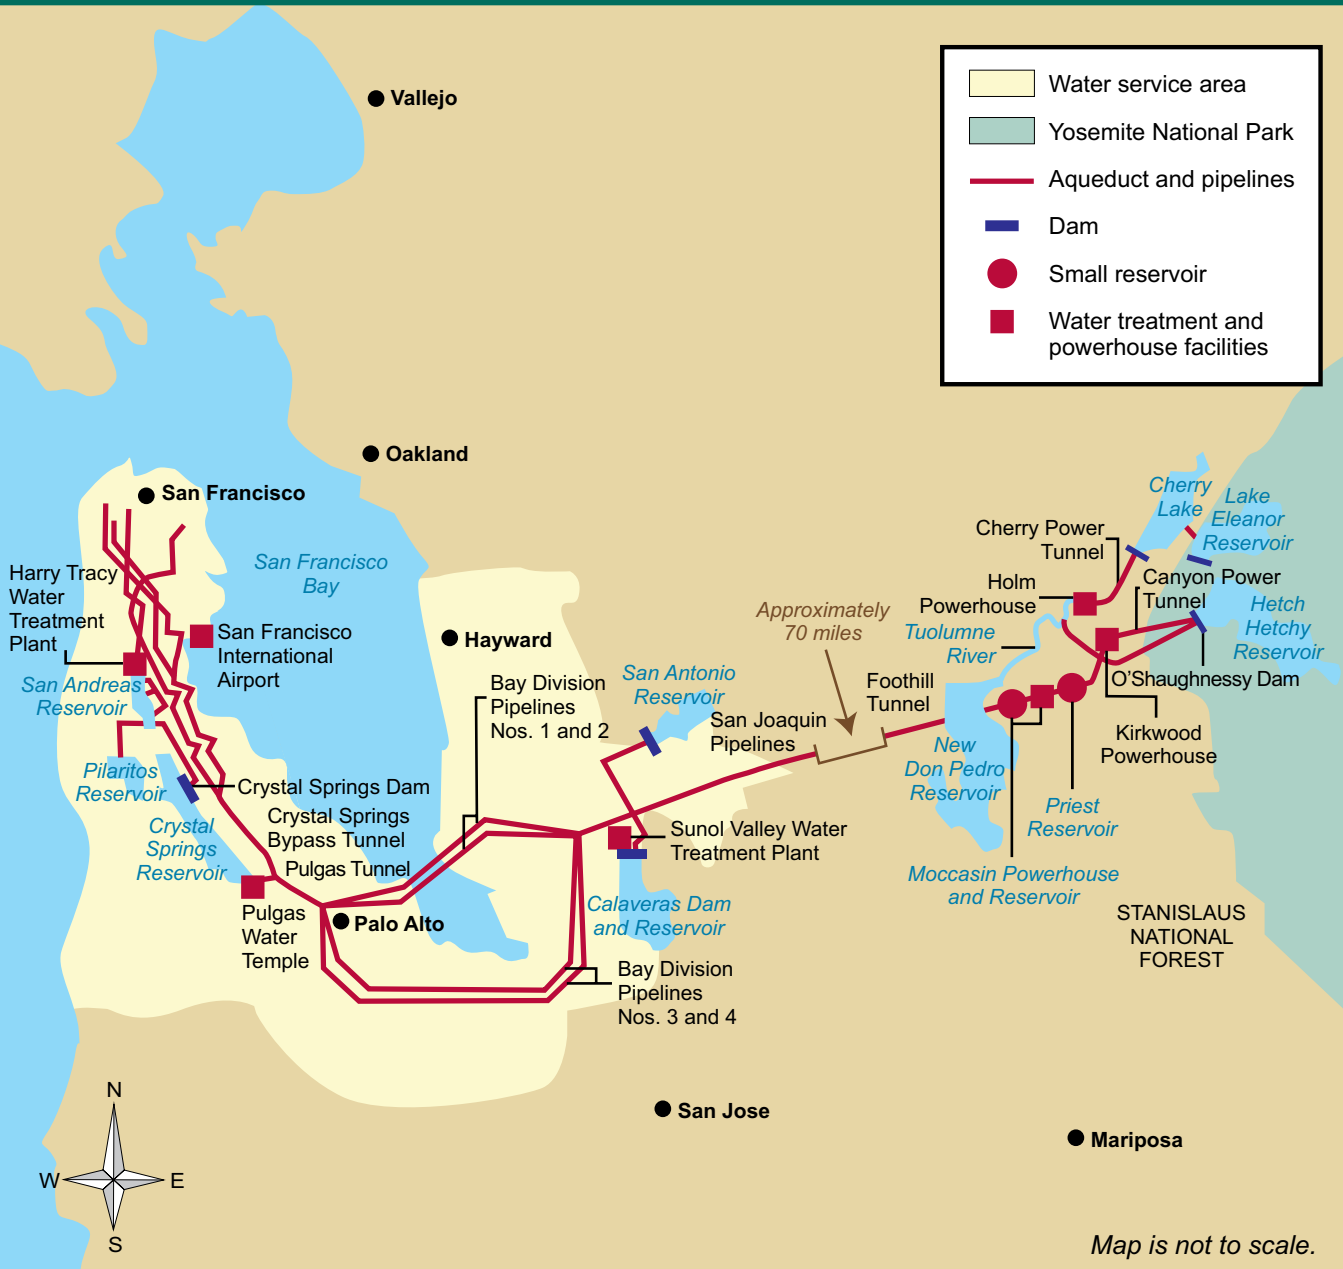 Water service area
Yosemite National Park
Aqueduct and pipelines
Dam
Small reservoir
Water treatment and
powerhouse facilities
Vallejo
Oakland
San Francisco
San Francisco
Bay
Harry Tracy
Water
Treatment
Plant
San Francisco
International
Airport
San Andreas
Reservoir
Pilaritos
Reservoir
Crystal Springs Dam
Crystal Springs
Bypass Tunnel
Crystal
Springs
Reservoir
Pulgas Tunnel
Pulgas
Water
Temple
Palo Alto
Hayward
Bay Division
Pipelines
Nos. 1 and 2
San Antonio
Reservoir
San Joaquin
Pipelines
Approximately
70 miles
Foothill
Tunnel
Sunol Valley Water
Treatment Plant
Calaveras Dam
and Reservoir
Bay Division
Pipelines
Nos. 3 and 4
Cherry
Lake
Lake
Eleanor
Reservoir
Cherry Power
Tunnel
Holm
Powerhouse
Canyon Power
Tunnel
Hetch
Hetchy
Reservoir
Tuolumne
River
O'Shaughnessy Dam
Kirkwood
Powerhouse
New
Don Pedro
Reservoir
Priest
Reservoir
Moccasin Powerhouse
and Reservoir
STANISLAUS
NATIONAL
FOREST
San Jose
Mariposa
N
W
E
S
Map is not to scale.